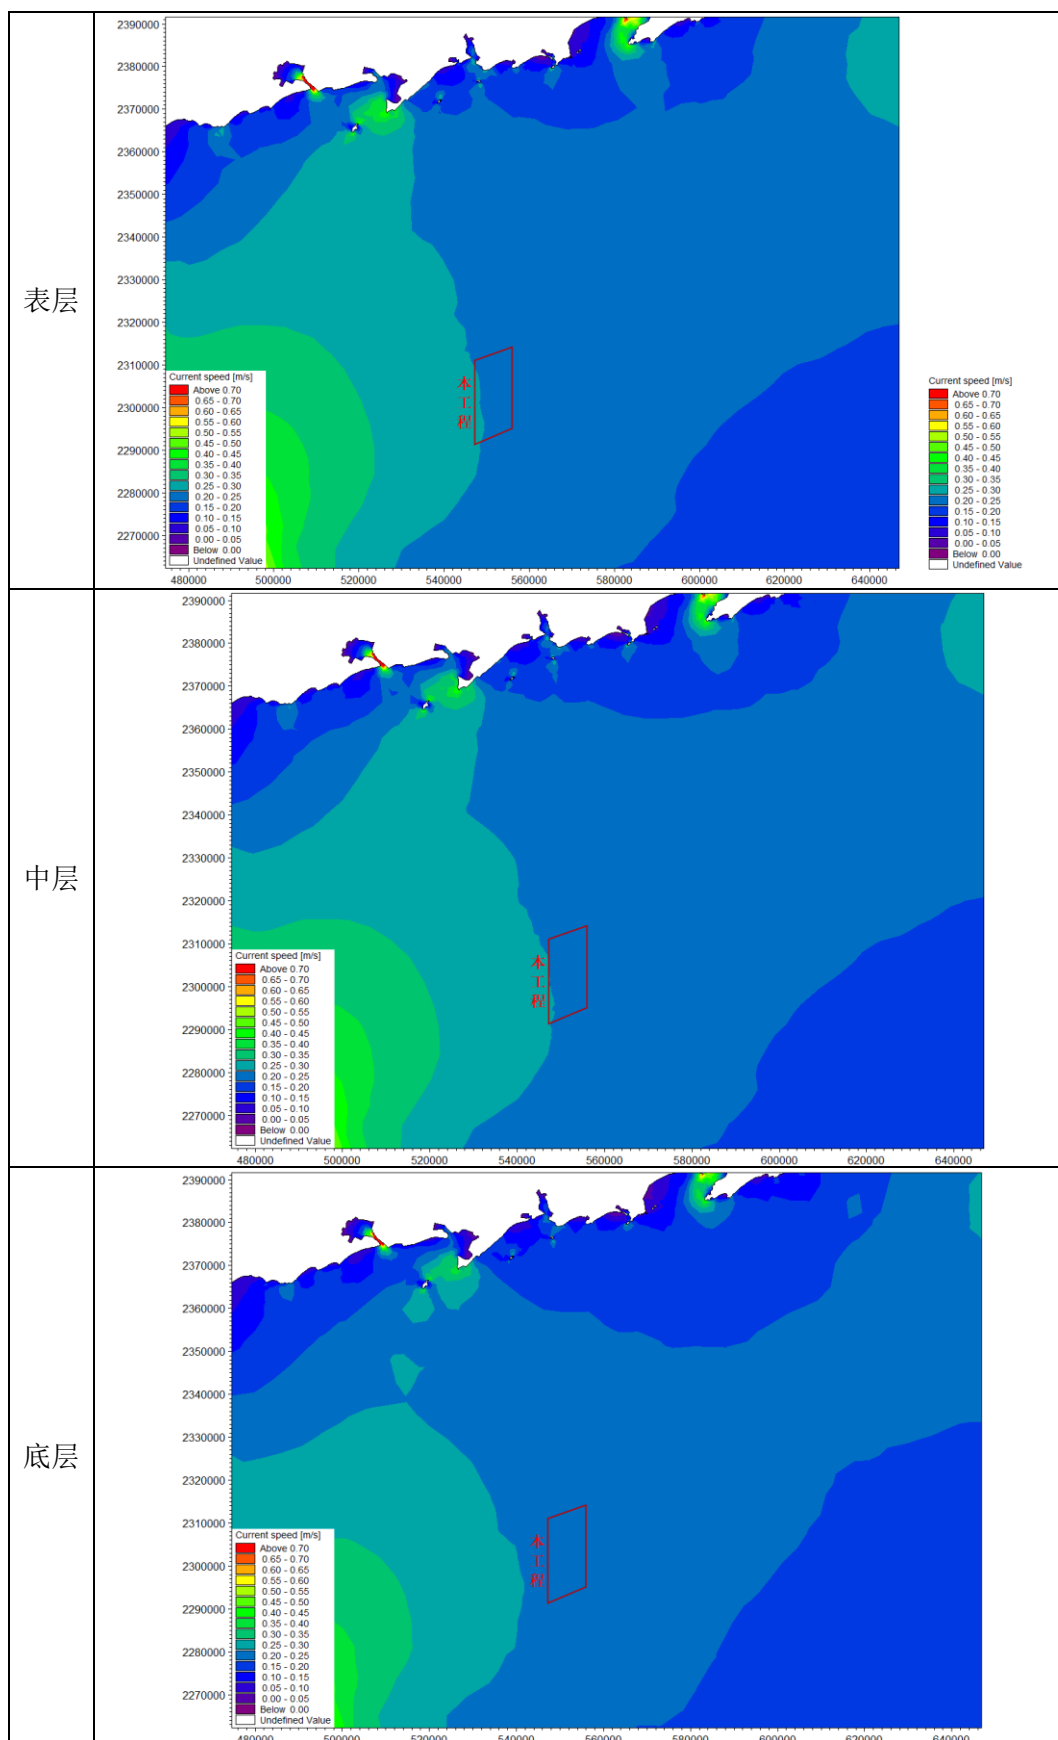 表层
2390000
2380000
2370000
2360000
2350000
2340000
2330000
2320000
2310000
2300000
2290000
2280000
2270000
本
工
程
Current speed [m/s]
Above 0.70
0.65 - 0.70
0.60 - 0.65
0.55 - 0.60
0.50 - 0.55
0.45 - 0.50
0.40 - 0.45
0.35 - 0.40
0.30 - 0.35
0.25 - 0.30
0.20 - 0.25
0.15 - 0.20
0.10 - 0.15
0.05 - 0.10
0.00 - 0.05
Below 0.00
Undefined Value
480000 500000 520000 540000 560000 580000 600000 620000 640000
Current speed [m/s]
Above 0.70
0.65 - 0.70
0.60 - 0.65
0.55 - 0.60
0.50 - 0.55
0.45 - 0.50
0.40 - 0.45
0.35 - 0.40
0.30 - 0.35
0.25 - 0.30
0.20 - 0.25
0.15 - 0.20
0.10 - 0.15
0.05 - 0.10
0.00 - 0.05
Below 0.00
Undefined Value
中层
2390000
2380000
2370000
2360000
2350000
2340000
2330000
2320000
2310000
2300000
2290000
2280000
2270000
本
工
程
Current speed [m/s]
Above 0.70
0.65 - 0.70
0.60 - 0.65
0.55 - 0.60
0.50 - 0.55
0.45 - 0.50
0.40 - 0.45
0.35 - 0.40
0.30 - 0.35
0.25 - 0.30
0.20 - 0.25
0.15 - 0.20
0.10 - 0.15
0.05 - 0.10
0.00 - 0.05
Below 0.00
Undefined Value
480000 500000 520000 540000 560000 580000 600000 620000 640000
底层
2390000
2380000
2370000
2360000
2350000
2340000
2330000
2320000
2310000
2300000
2290000
2280000
2270000
本
工
程
Current speed [m/s]
Above 0.70
0.65 - 0.70
0.60 - 0.65
0.55 - 0.60
0.50 - 0.55
0.45 - 0.50
0.40 - 0.45
0.35 - 0.40
0.30 - 0.35
0.25 - 0.30
0.20 - 0.25
0.15 - 0.20
0.10 - 0.15
0.05 - 0.10
0.00 - 0.05
Below 0.00
Undefined Value
480000 500000 520000 540000 560000 580000 600000 620000 640000